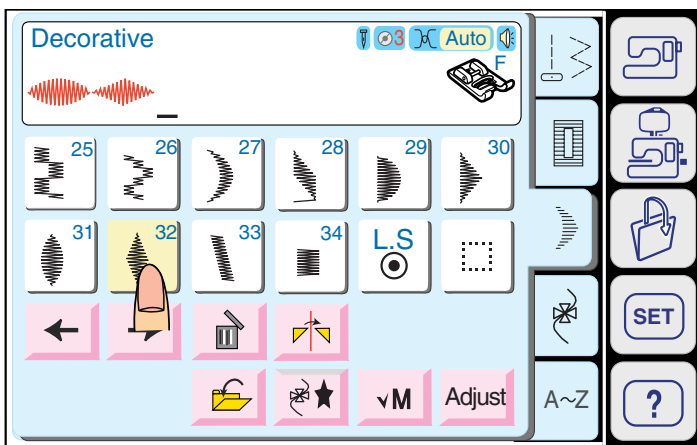 Decorative
3 Auto
F
25 26 27 28 29 30
31 32 33 34 L.S
M Adjust A~Z
SET
?